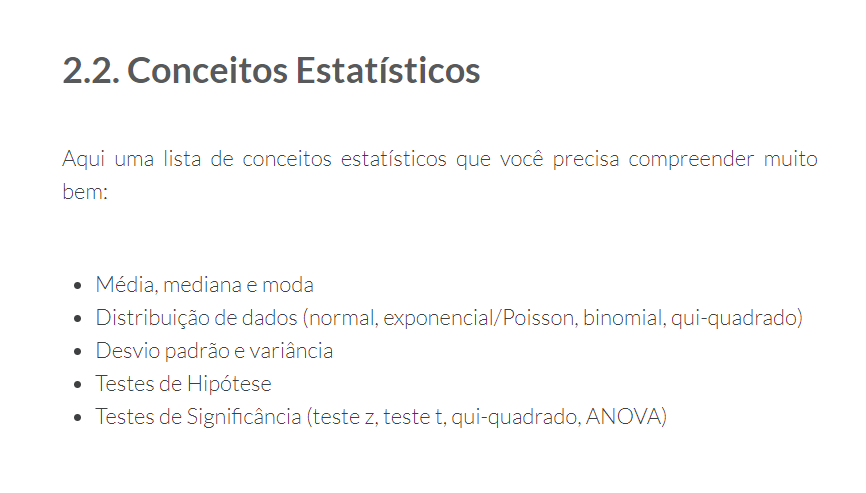 2.2. Conceitos Estatísticos
Aqui uma lista de conceitos estatísticos que você precisa compreender muito
bem:
• Média, mediana e moda
• Distribuição de dados (normal, exponencial/Poisson, binomial, qui-quadrado)
• Desvio padrão e variância
• Testes de Hipótese
• Testes de Significância (teste z, teste t, qui-quadrado, ANOVA)